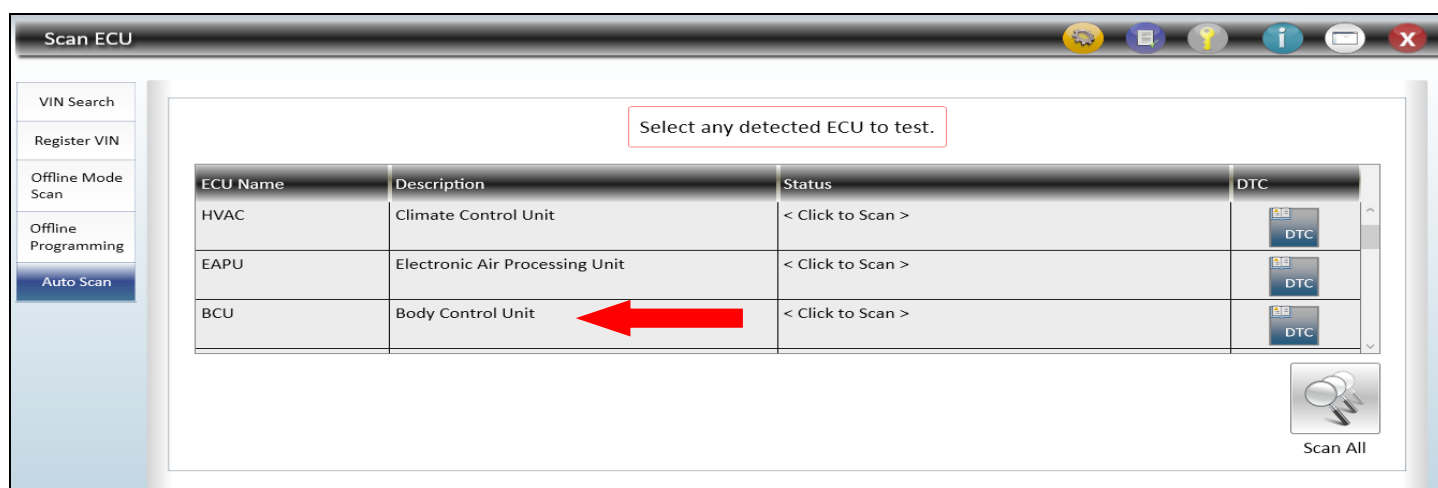 Scan ECU
i
X
VIN Search
Register VIN
Offline Mode
Scan
Offline
Programming
Auto Scan
Select any detected ECU to test.
ECU Name Description Status DTC
HVAC Climate Control Unit < Click to Scan > DTC
EAPU Electronic Air Processing Unit < Click to Scan > DTC
BCU Body Control Unit < Click to Scan > DTC
Scan All